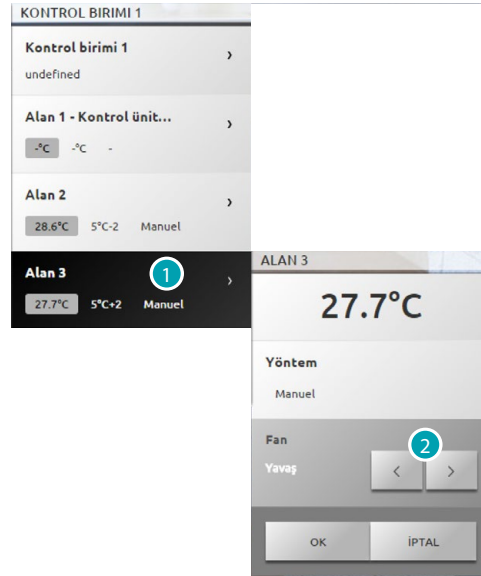 KONTROL BIRIMI 1
Kontrol birimi 1
undefined
Alan 1 - Kontrol ünit...
-°C -°C -
Alan 2
28.6°C 5°C-2 Manuel
Alan 3
1
27.7°C 5°C+2 Manuel
ALAN 3
27.7°C
Yöntem
Manuel
Fan
2
Yavaş
OK İPTAL